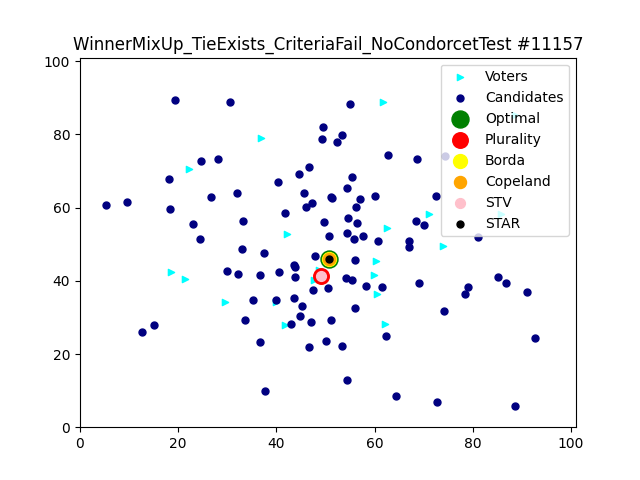 WinnerMixUp_TieExists_CriteriaFail_NoCondorcetTest #11157
100
80
60
40
20
0
0 20 40 60 80 100
Voters
Candidates
Optimal
Plurality
Borda
Copeland
STV
STAR